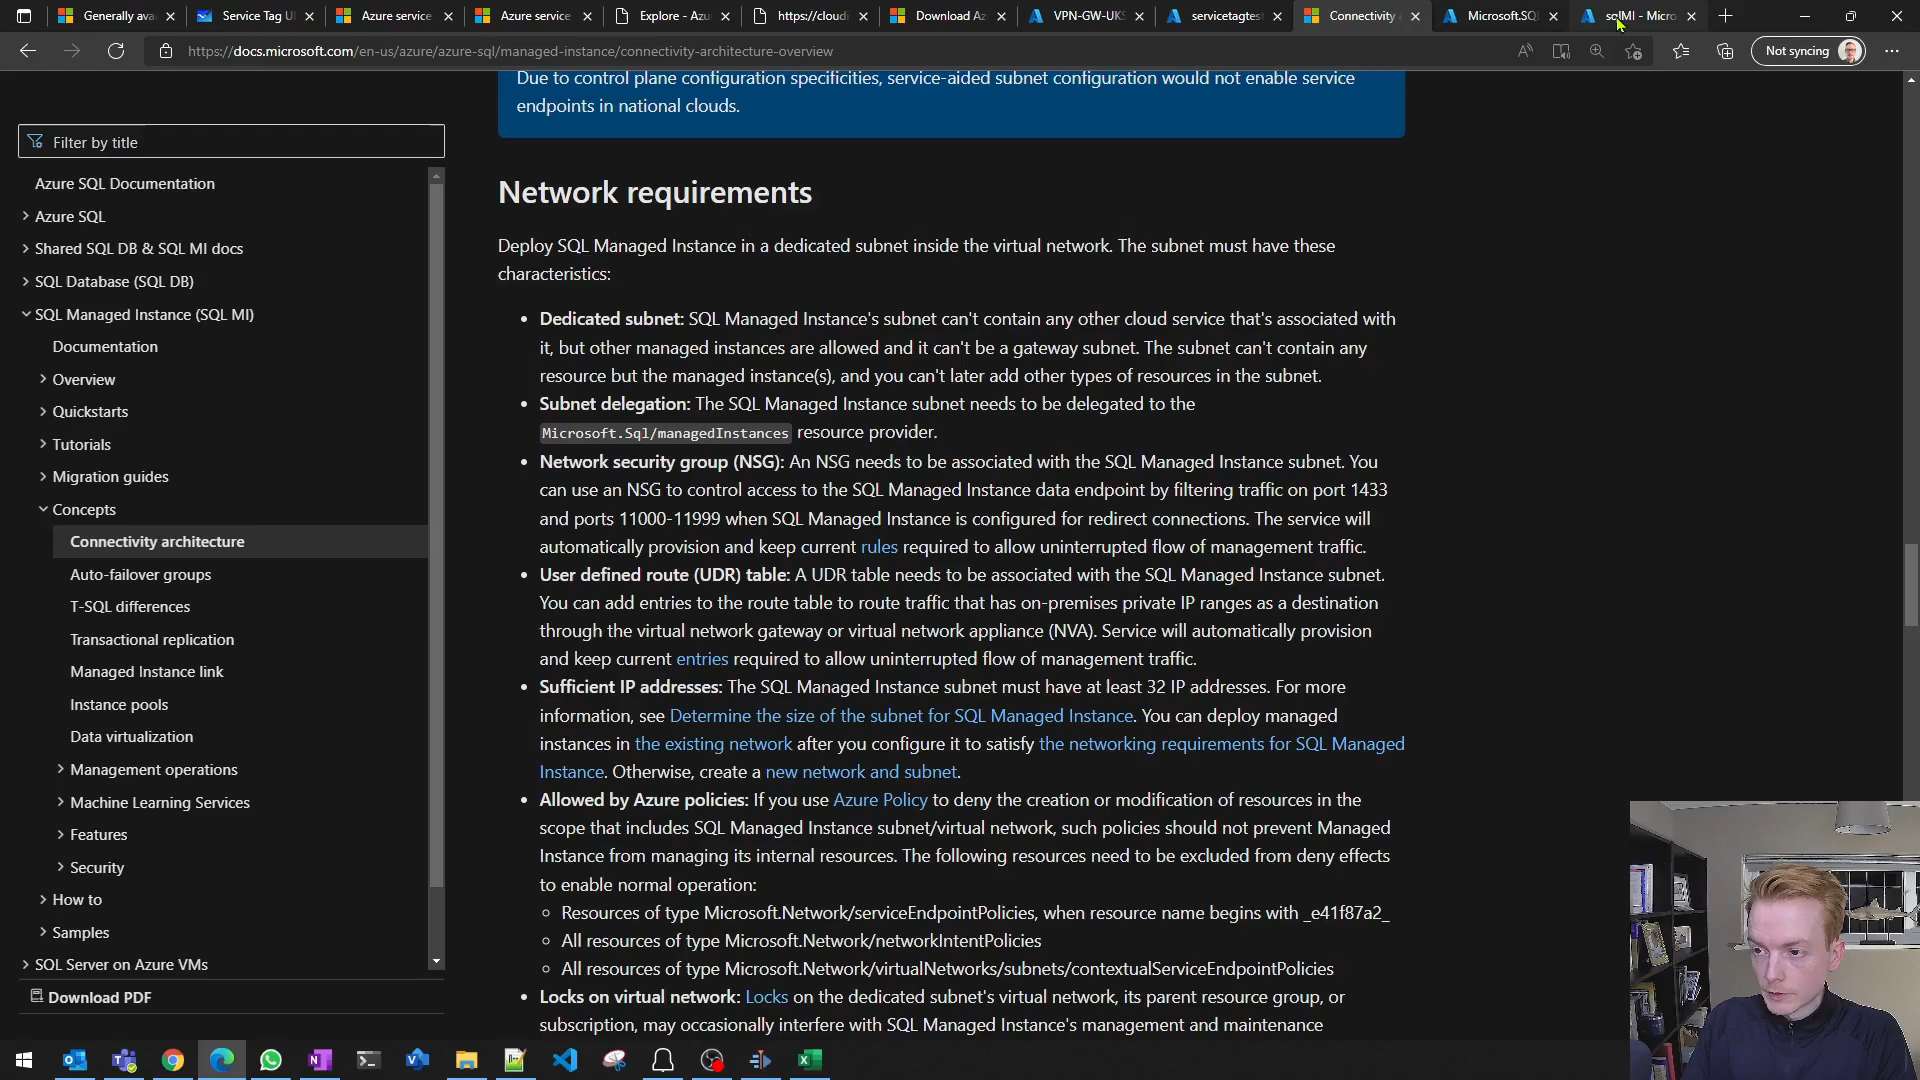 Generally ava
Service Tag U
Azure service
Azure service
Explore - Azu
https://cloudi
Download Az
VPN-GW-UKS
servicetagtest
Connectivity
Microsoft.SQL
sqlMI - Micro
https://docs.microsoft.com/en-us/azure/azure-sql/managed-instance/connectivity-architecture-overview
Not syncing
Filter by title
Azure SQL Documentation
Azure SQL
Shared SQL DB & SQL MI docs
SQL Database (SQL DB)
SQL Managed Instance (SQL MI)
Documentation
Overview
Quickstarts
Tutorials
Migration guides
Concepts
Connectivity architecture
Auto-failover groups
T-SQL differences
Transactional replication
Managed Instance link
Instance pools
Data virtualization
Management operations
Machine Learning Services
Features
Security
How to
Samples
SQL Server on Azure VMs
Download PDF
Due to control plane configuration specificities, service-aided subnet configuration would not enable service
endpoints in national clouds.
Network requirements
Deploy SQL Managed Instance in a dedicated subnet inside the virtual network. The subnet must have these
characteristics:
• Dedicated subnet: SQL Managed Instance's subnet can't contain any other cloud service that's associated with
it, but other managed instances are allowed and it can't be a gateway subnet. The subnet can't contain any
resource but the managed instance(s), and you can't later add other types of resources in the subnet.
• Subnet delegation: The SQL Managed Instance subnet needs to be delegated to the
Microsoft.Sql/managedInstances resource provider.
• Network security group (NSG): An NSG needs to be associated with the SQL Managed Instance subnet. You
can use an NSG to control access to the SQL Managed Instance data endpoint by filtering traffic on port 1433
and ports 11000-11999 when SQL Managed Instance is configured for redirect connections. The service will
automatically provision and keep current rules required to allow uninterrupted flow of management traffic.
• User defined route (UDR) table: A UDR table needs to be associated with the SQL Managed Instance subnet.
You can add entries to the route table to route traffic that has on-premises private IP ranges as a destination
through the virtual network gateway or virtual network appliance (NVA). Service will automatically provision
and keep current entries required to allow uninterrupted flow of management traffic.
• Sufficient IP addresses: The SQL Managed Instance subnet must have at least 32 IP addresses. For more
information, see Determine the size of the subnet for SQL Managed Instance. You can deploy managed
instances in the existing network after you configure it to satisfy the networking requirements for SQL Managed
Instance. Otherwise, create a new network and subnet.
• Allowed by Azure policies: If you use Azure Policy to deny the creation or modification of resources in the
scope that includes SQL Managed Instance subnet/virtual network, such policies should not prevent Managed
Instance from managing its internal resources. The following resources need to be excluded from deny effects
to enable normal operation:
○ Resources of type Microsoft.Network/serviceEndpointPolicies, when resource name begins with _e41f87a2_
○ All resources of type Microsoft.Network/networkIntentPolicies
○ All resources of type Microsoft.Network/virtualNetworks/subnets/contextualServiceEndpointPolicies
• Locks on virtual network: Locks on the dedicated subnet's virtual network, its parent resource group, or
subscription, may occasionally interfere with SQL Managed Instance's management and maintenance